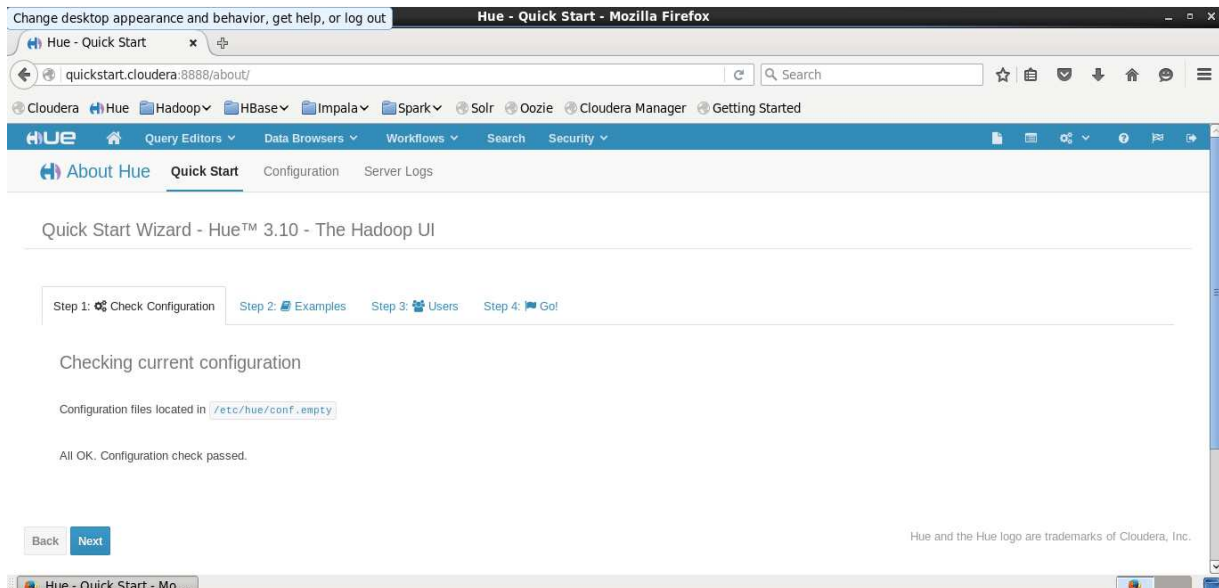 Change desktop appearance and behavior, get help, or log out
Hue - Quick Start - Mozilla Firefox
Hue - Quick Start
quickstart.cloudera:8888/about/
Search
Cloudera Hue Hadoop HBase Impala Spark Solr Oozie Cloudera Manager Getting Started
HUE Query Editors Data Browsers Workflows Search Security
About Hue Quick Start Configuration Server Logs
Quick Start Wizard - Hue™ 3.10 - The Hadoop UI
Step 1: Check Configuration Step 2: Examples Step 3: Users Step 4: Go!
Checking current configuration
Configuration files located in /etc/hue/conf.empty
All OK. Configuration check passed.
Back Next
Hue and the Hue logo are trademarks of Cloudera, Inc.
Hue - Quick Start - Mo...